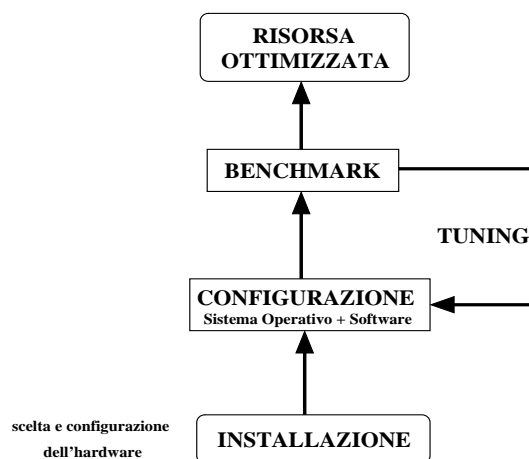 RISORSA
OTTIMIZZATA
BENCHMARK
TUNING
CONFIGURAZIONE
Sistema Operativo + Software
scelta e configurazione
dell'hardware
INSTALLAZIONE